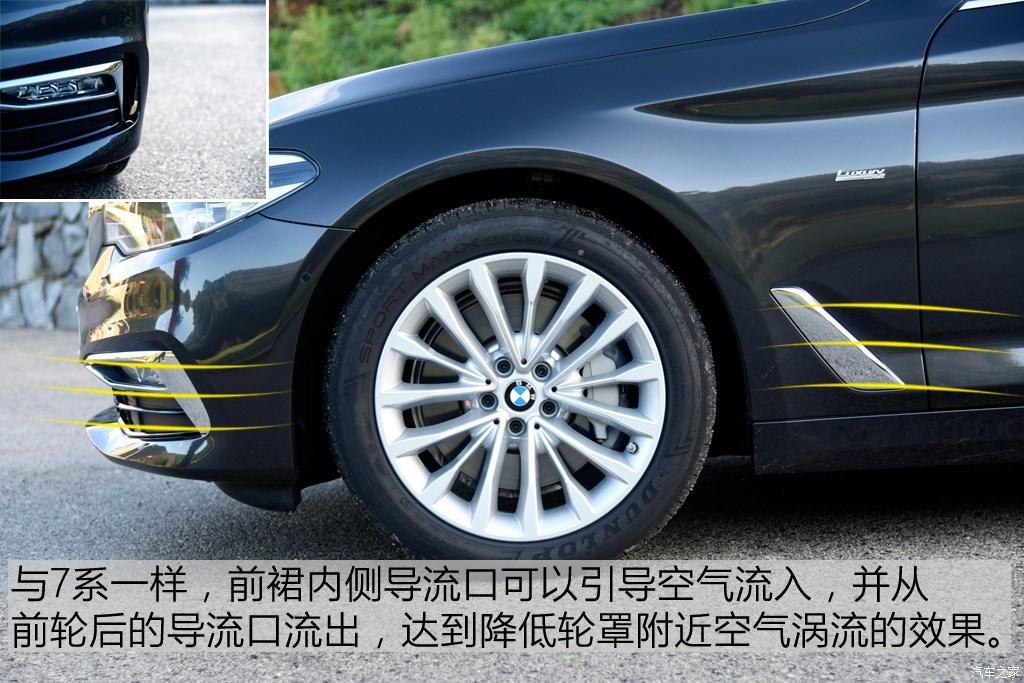 Luxury
SPORT MAXX
DUNLOP
与7系一样，前裙内侧导流口可以引导空气流入，并从
前轮后的导流口流出，达到降低轮罩附近空气涡流的效果。
汽车之家